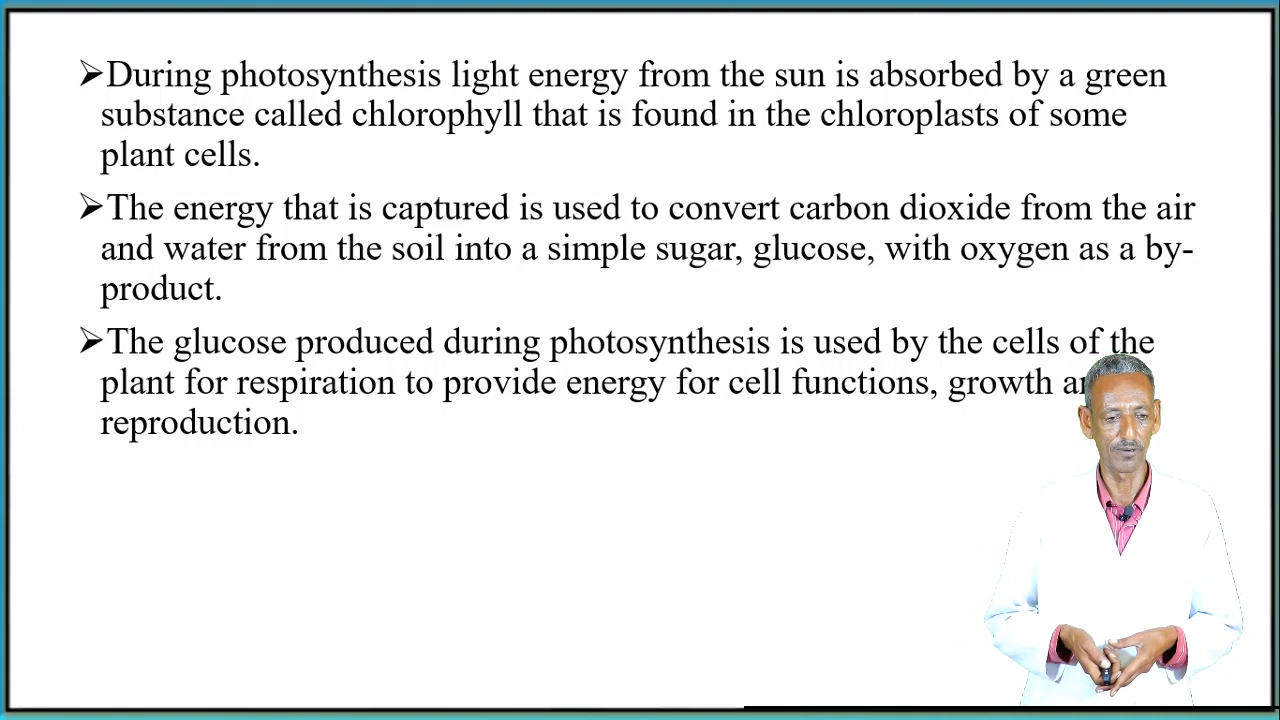 ➢During photosynthesis light energy from the sun is absorbed by a green
substance called chlorophyll that is found in the chloroplasts of some
plant cells.
➢The energy that is captured is used to convert carbon dioxide from the air
and water from the soil into a simple sugar, glucose, with oxygen as a by-
product.
➢The glucose produced during photosynthesis is used by the cells of the
plant for respiration to provide energy for cell functions, growth
reproduction.